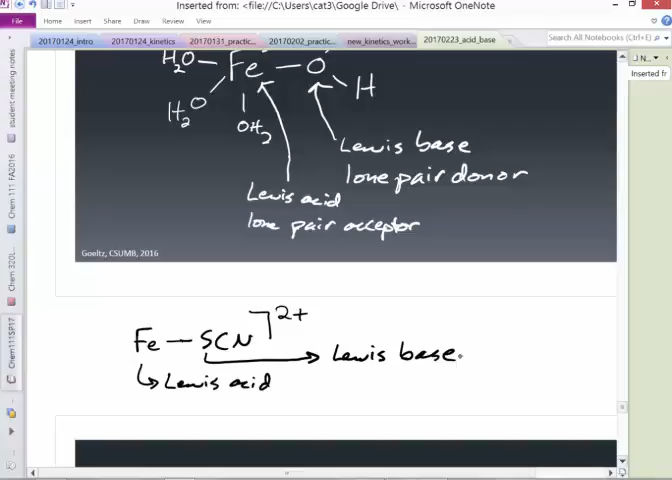 Inserted from: <file://C:\Users\cat3\Google Drive\... - Microsoft OneNote
File Home Insert Share Draw Review View
20170124_intro 20170124_kinetics 20170131_practic... 20170202_practic... new_kinetics_work... 20170223_acid_base Search All Notebooks (Ctrl+E)
N...
Inserted fr
student meeting notes
Chem 111 FA2016
Chem 320L
Chem111SP17
H2O — Fe — O
H2O
H
OH2
Lewis base
lone pair donor
Lewis acid
lone pair acceptor
Goeltz, CSUMB, 2016
Fe — SCN ]2+
Lewis base
Lewis acid